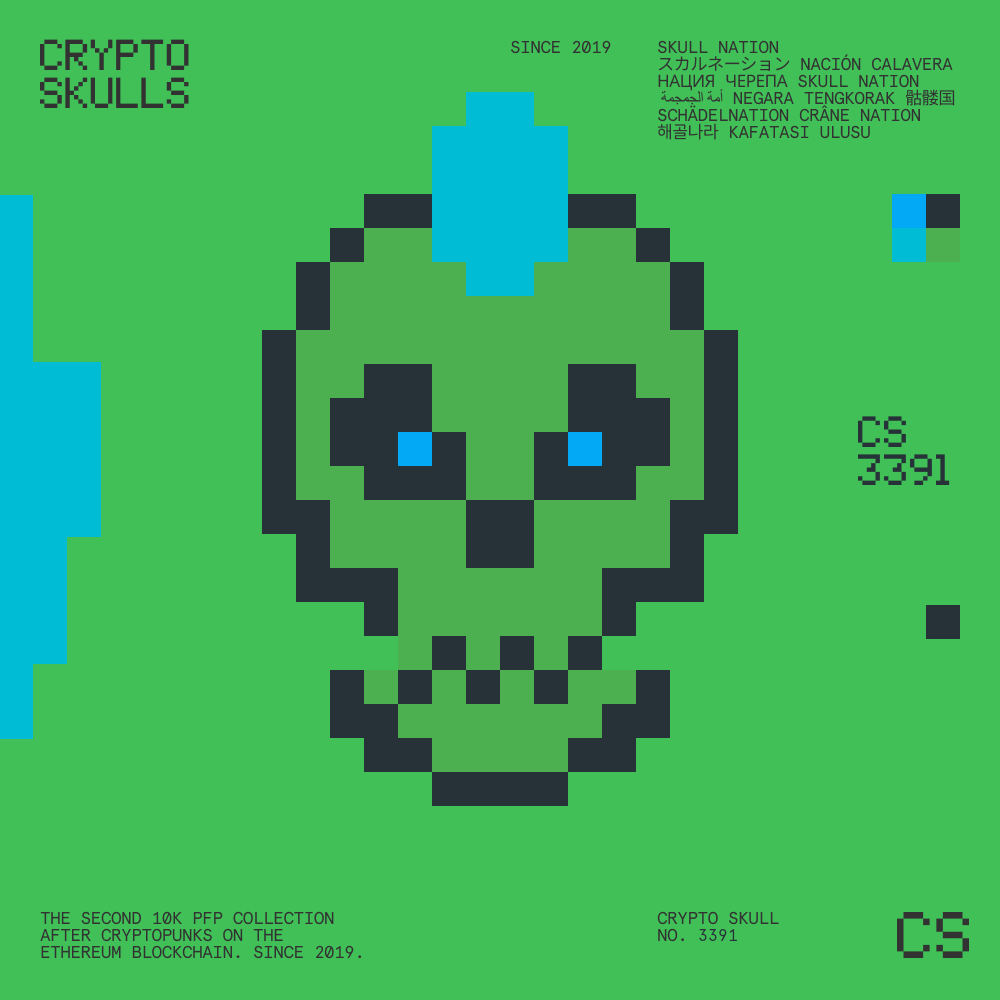 CRYPTO
SKULLS
SINCE 2019
SKULL NATION
スカルネーション NACIÓN CALAVERA
НАЦИЯ ЧЕРЕПА SKULL NATION
أمة الجمجمة NEGARA TENGKORAK 骷髅国
SCHÄDELNATION CRÂNE NATION
해골나라 KAFATASI ULUSU
CS
3391
THE SECOND 10K PFP COLLECTION
AFTER CRYPTOPUNKS ON THE
ETHEREUM BLOCKCHAIN. SINCE 2019.
CRYPTO SKULL
NO. 3391
CS